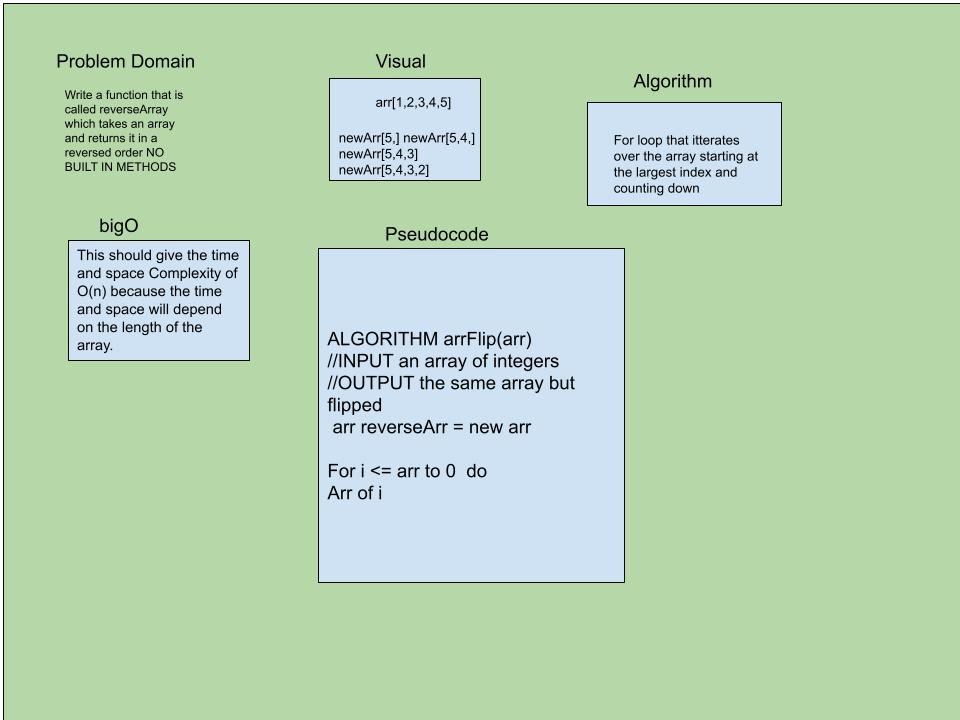 Problem Domain
Write a function that is
called reverseArray
which takes an array
and returns it in a
reversed order NO
BUILT IN METHODS
Visual
arr[1,2,3,4,5]
newArr[5,] newArr[5,4,]
newArr[5,4,3]
newArr[5,4,3,2]
Algorithm
For loop that itterates
over the array starting at
the largest index and
counting down
bigO
This should give the time
and space Complexity of
O(n) because the time
and space will depend
on the length of the
array.
Pseudocode
ALGORITHM arrFlip(arr)
//INPUT an array of integers
//OUTPUT the same array but
flipped
arr reverseArr = new arr
For i <= arr to 0 do
Arr of i